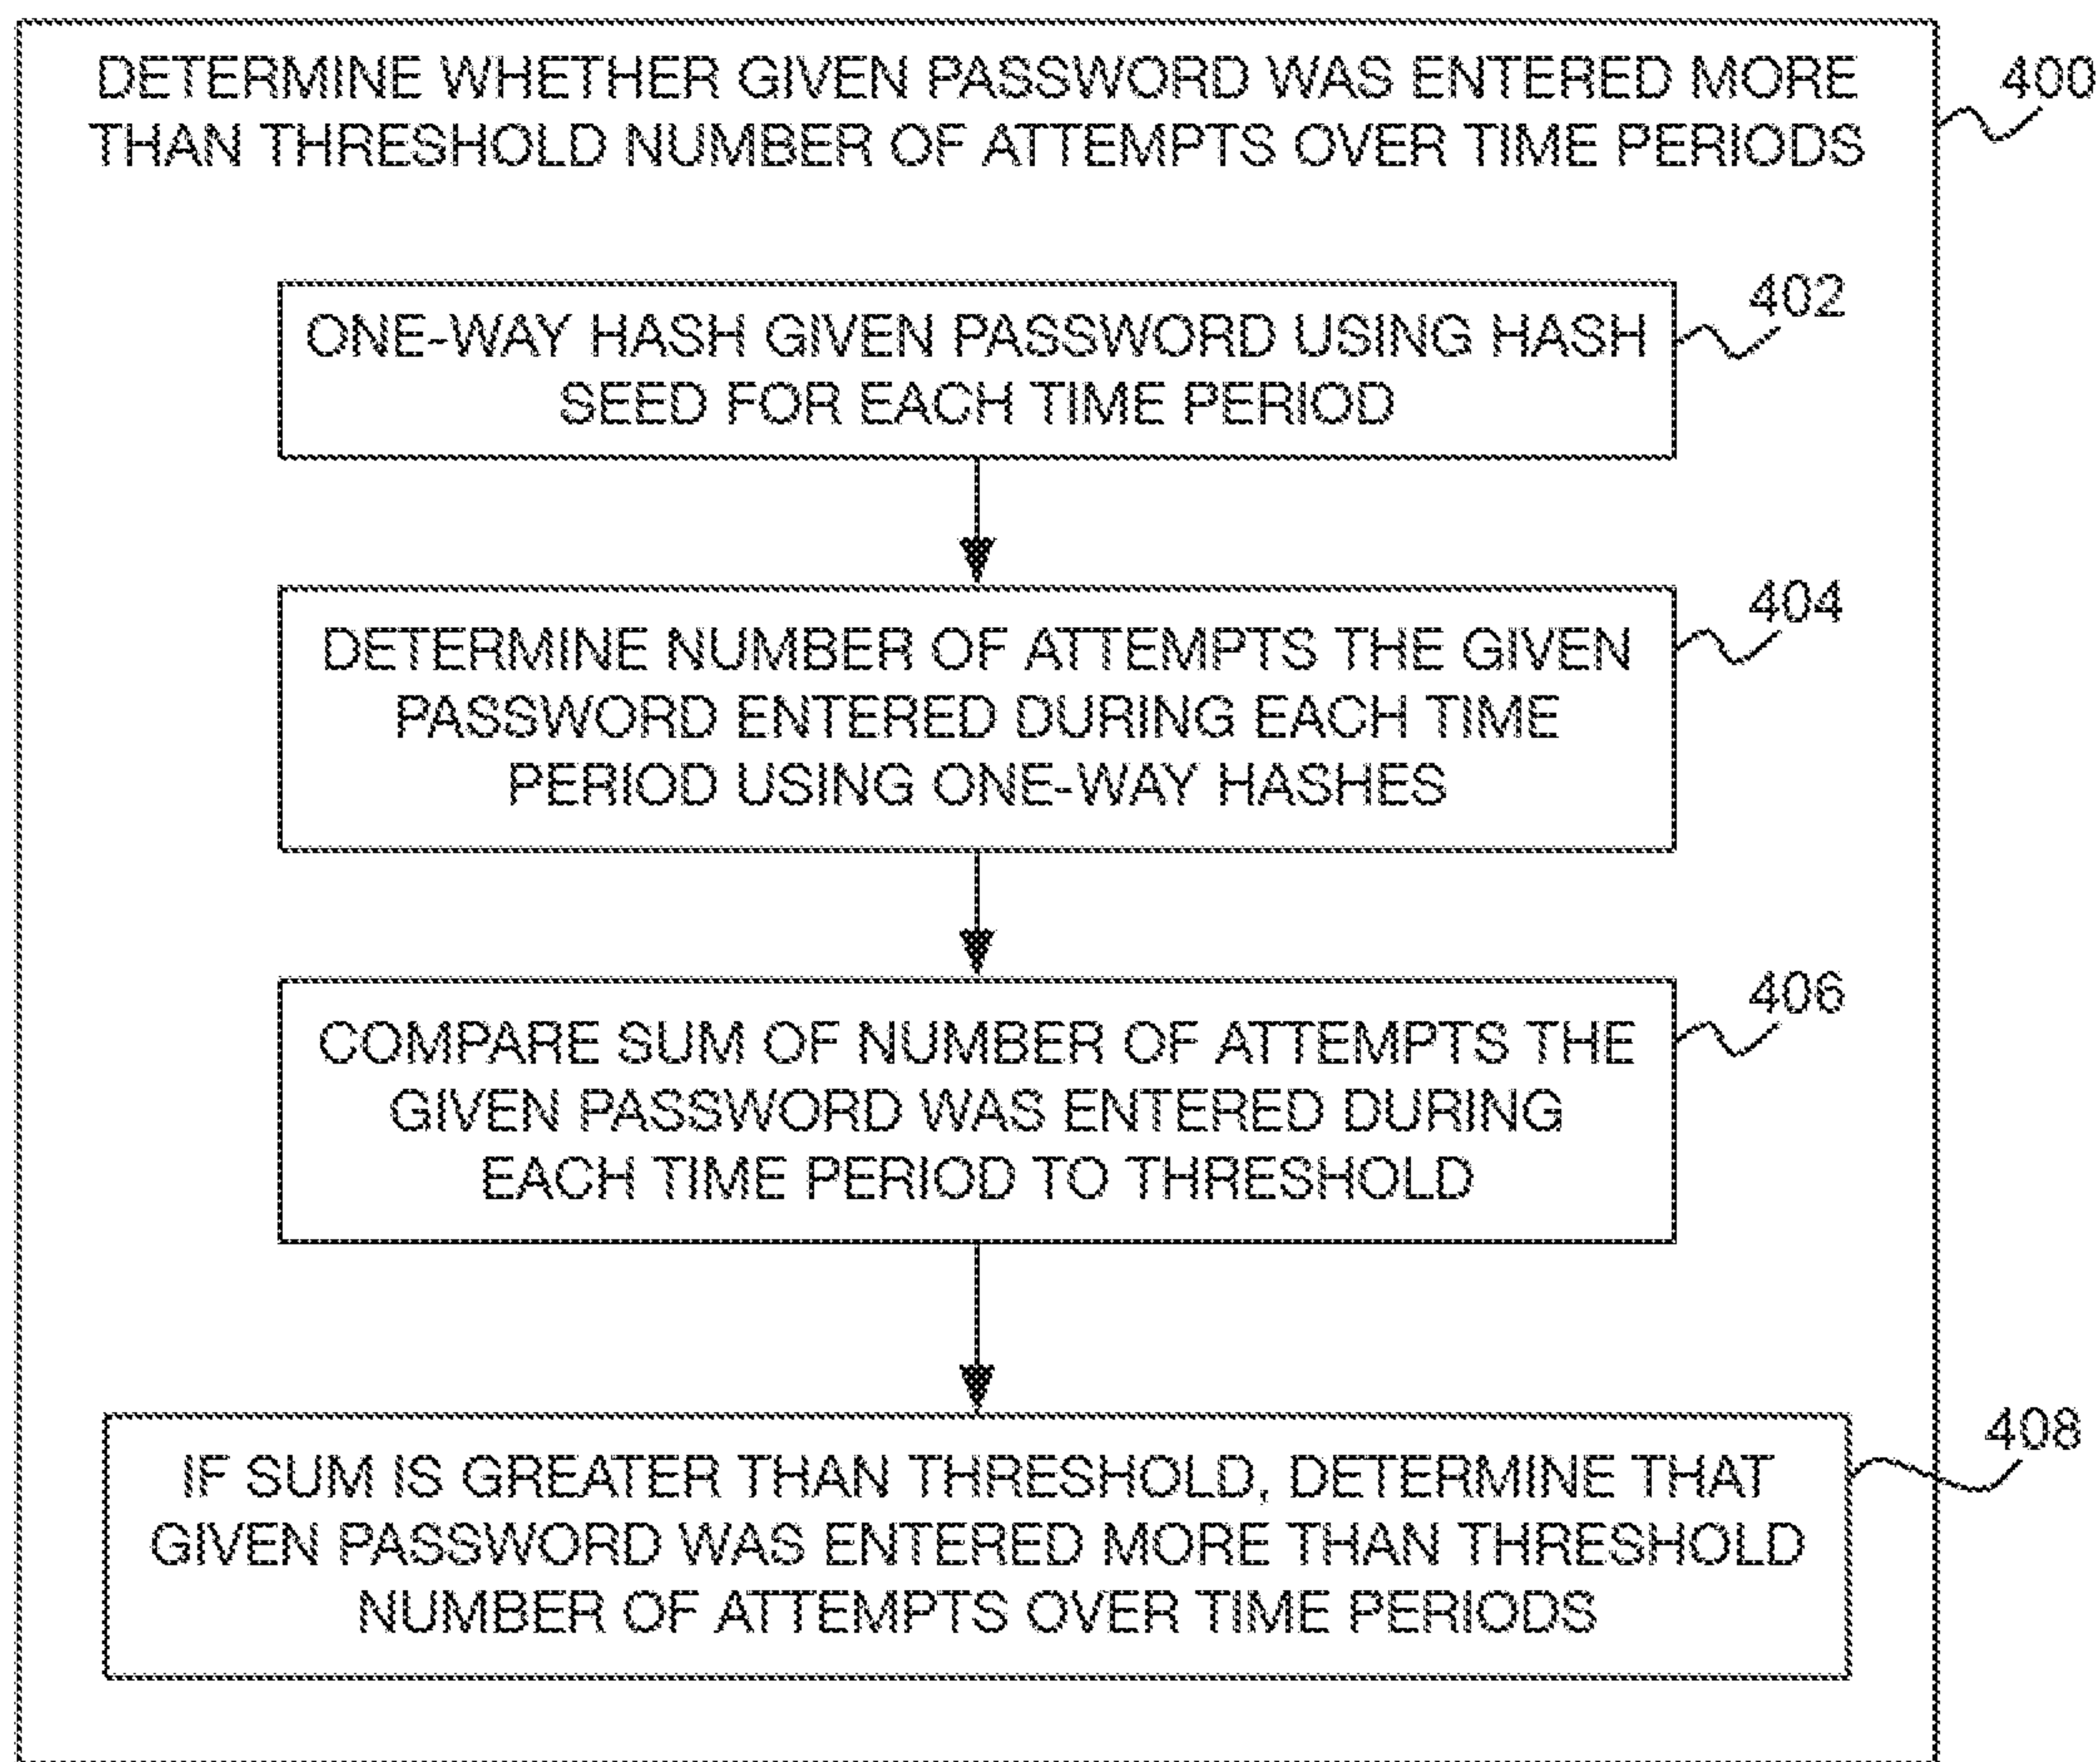 DETERMINE WHETHER GIVEN PASSWORD WAS ENTERED MORE
THAN THRESHOLD NUMBER OF ATTEMPTS OVER TIME PERIODS
400
ONE-WAY HASH GIVEN PASSWORD USING HASH
SEED FOR EACH TIME PERIOD
402
DETERMINE NUMBER OF ATTEMPTS THE GIVEN
PASSWORD ENTERED DURING EACH TIME
PERIOD USING ONE-WAY HASHES
404
COMPARE SUM OF NUMBER OF ATTEMPTS THE
GIVEN PASSWORD WAS ENTERED DURING
EACH TIME PERIOD TO THRESHOLD
406
IF SUM IS GREATER THAN THRESHOLD, DETERMINE THAT
GIVEN PASSWORD WAS ENTERED MORE THAN THRESHOLD
NUMBER OF ATTEMPTS OVER TIME PERIODS
408